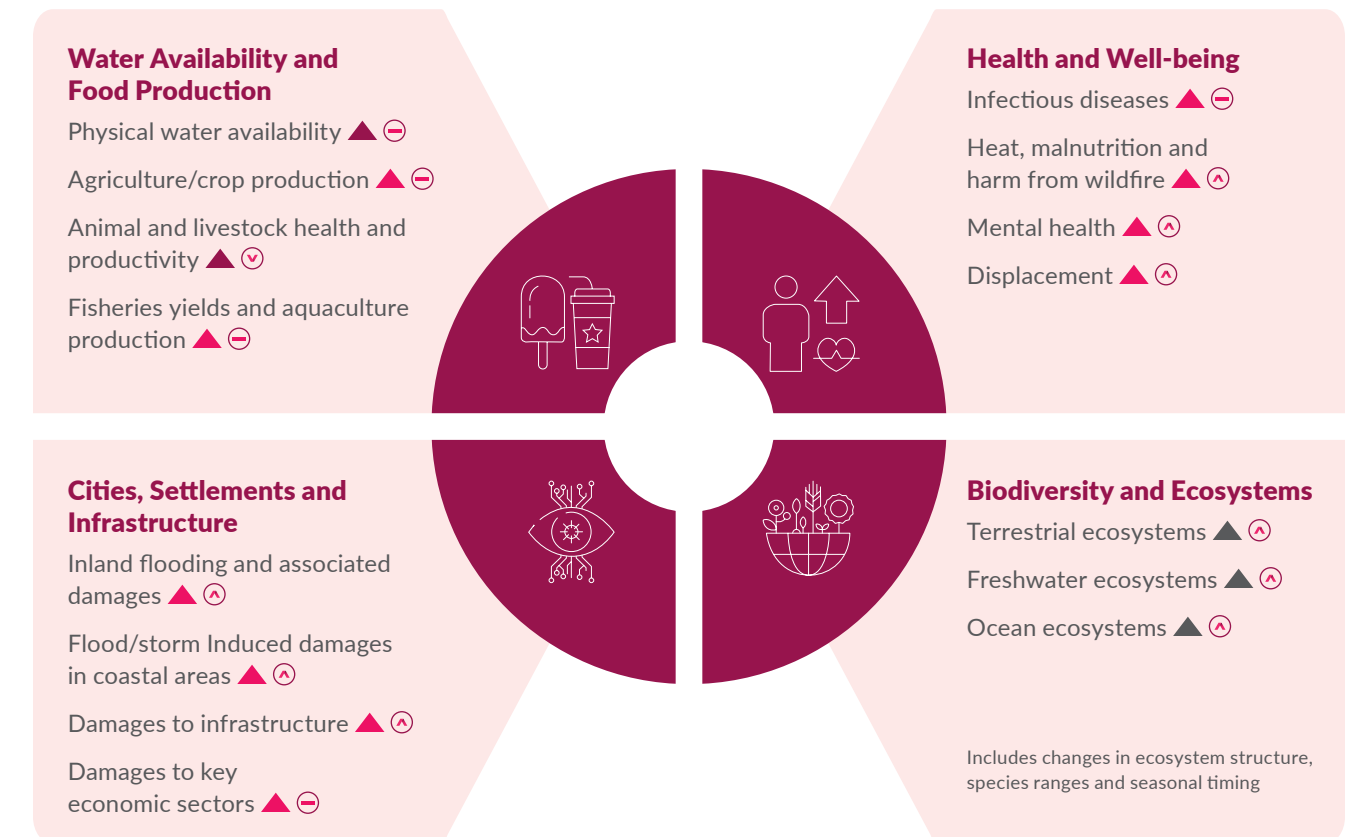 Water Availability and
Food Production
Physical water availability
Agriculture/crop production
Animal and livestock health and
productivity
Fisheries yields and aquaculture
production
Health and Well-being
Infectious diseases
Heat, malnutrition and
harm from wildfire
Mental health
Displacement
Cities, Settlements and
Infrastructure
Inland flooding and associated
damages
Flood/storm Induced damages
in coastal areas
Damages to infrastructure
Damages to key
economic sectors
Biodiversity and Ecosystems
Terrestrial ecosystems
Freshwater ecosystems
Ocean ecosystems
Includes changes in ecosystem structure,
species ranges and seasonal timing